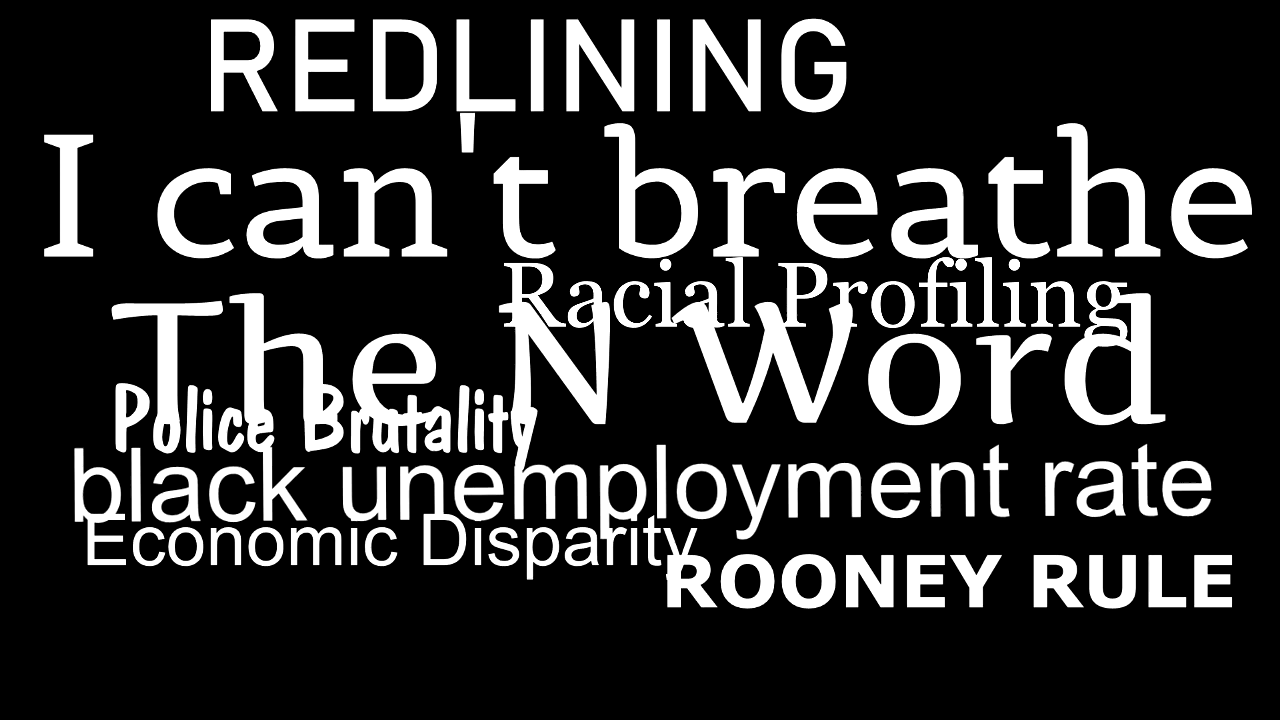 REDLINING
I can't breathe
Racial Profiling
The N Word
Police Brutality
black unemployment rate
Economic Disparity
ROONEY RULE